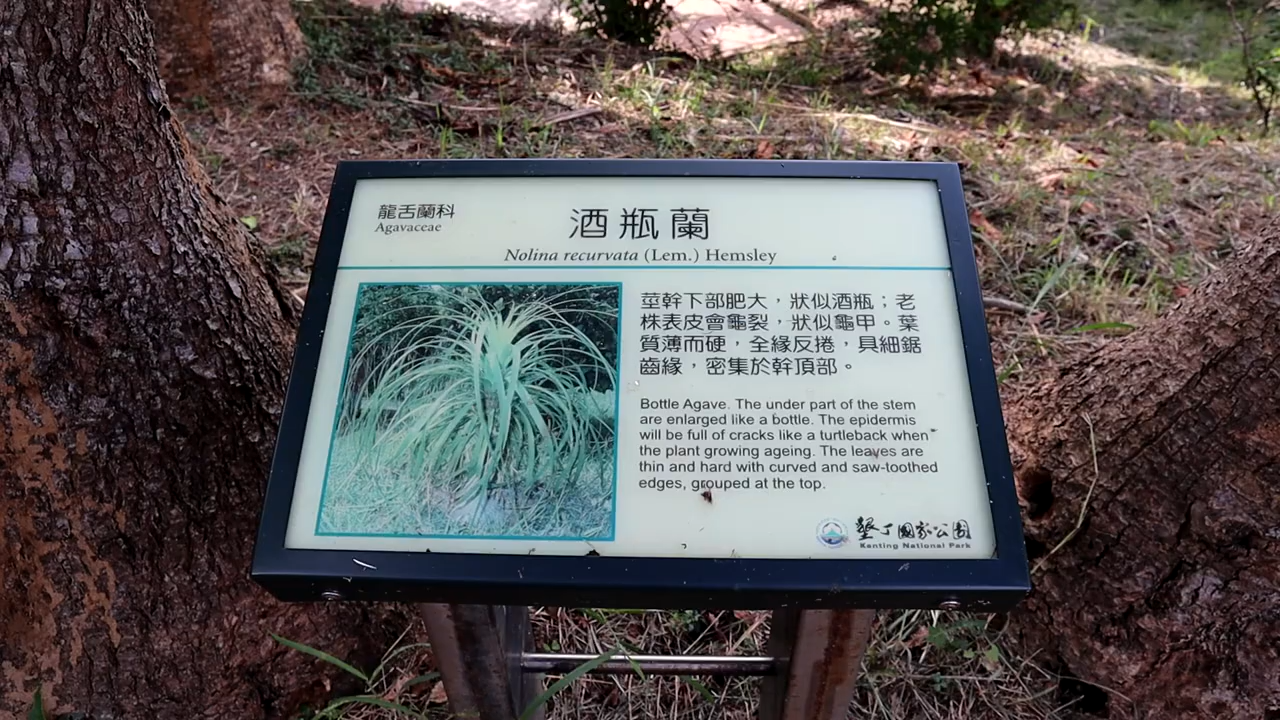 龍舌蘭科
Agavaceae
酒瓶蘭
Nolina recurvata (Lem.) Hemsley
莖幹下部肥大，狀似酒瓶；老
株表皮會龜裂，狀似龜甲。葉
質薄而硬，全緣反捲，具細鋸
齒緣，密集於幹頂部。
Bottle Agave. The under part of the stem
are enlarged like a bottle. The epidermis
will be full of cracks like a turtleback when
the plant growing ageing. The leaves are
thin and hard with curved and saw-toothed
edges, grouped at the top.
墾丁國家公園
Kenting National Park